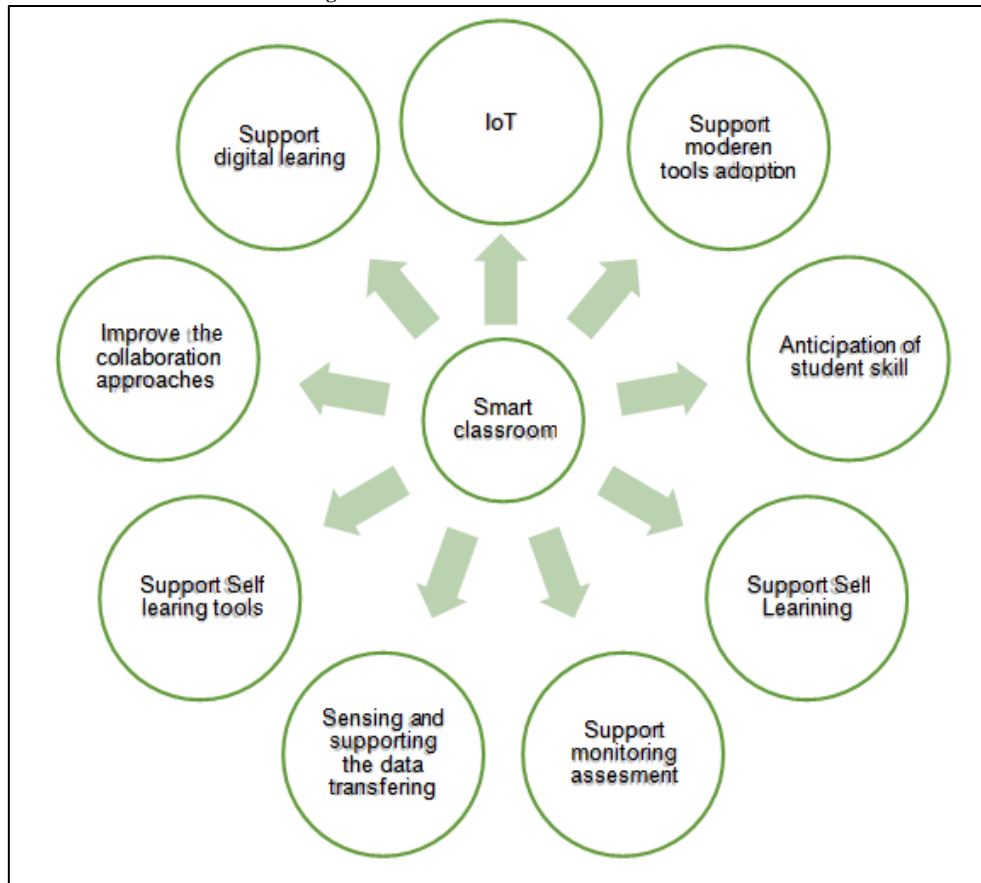 IoT
Support
moderen
tools adoption
Anticipation of
student skill
Support Self
Learining
Support
monitoring
assesment
Sensing and
supporting
the data
transfering
Support Self
learing tools
Improve the
collaboration
approaches
Support
digital learing
Smart
classroom